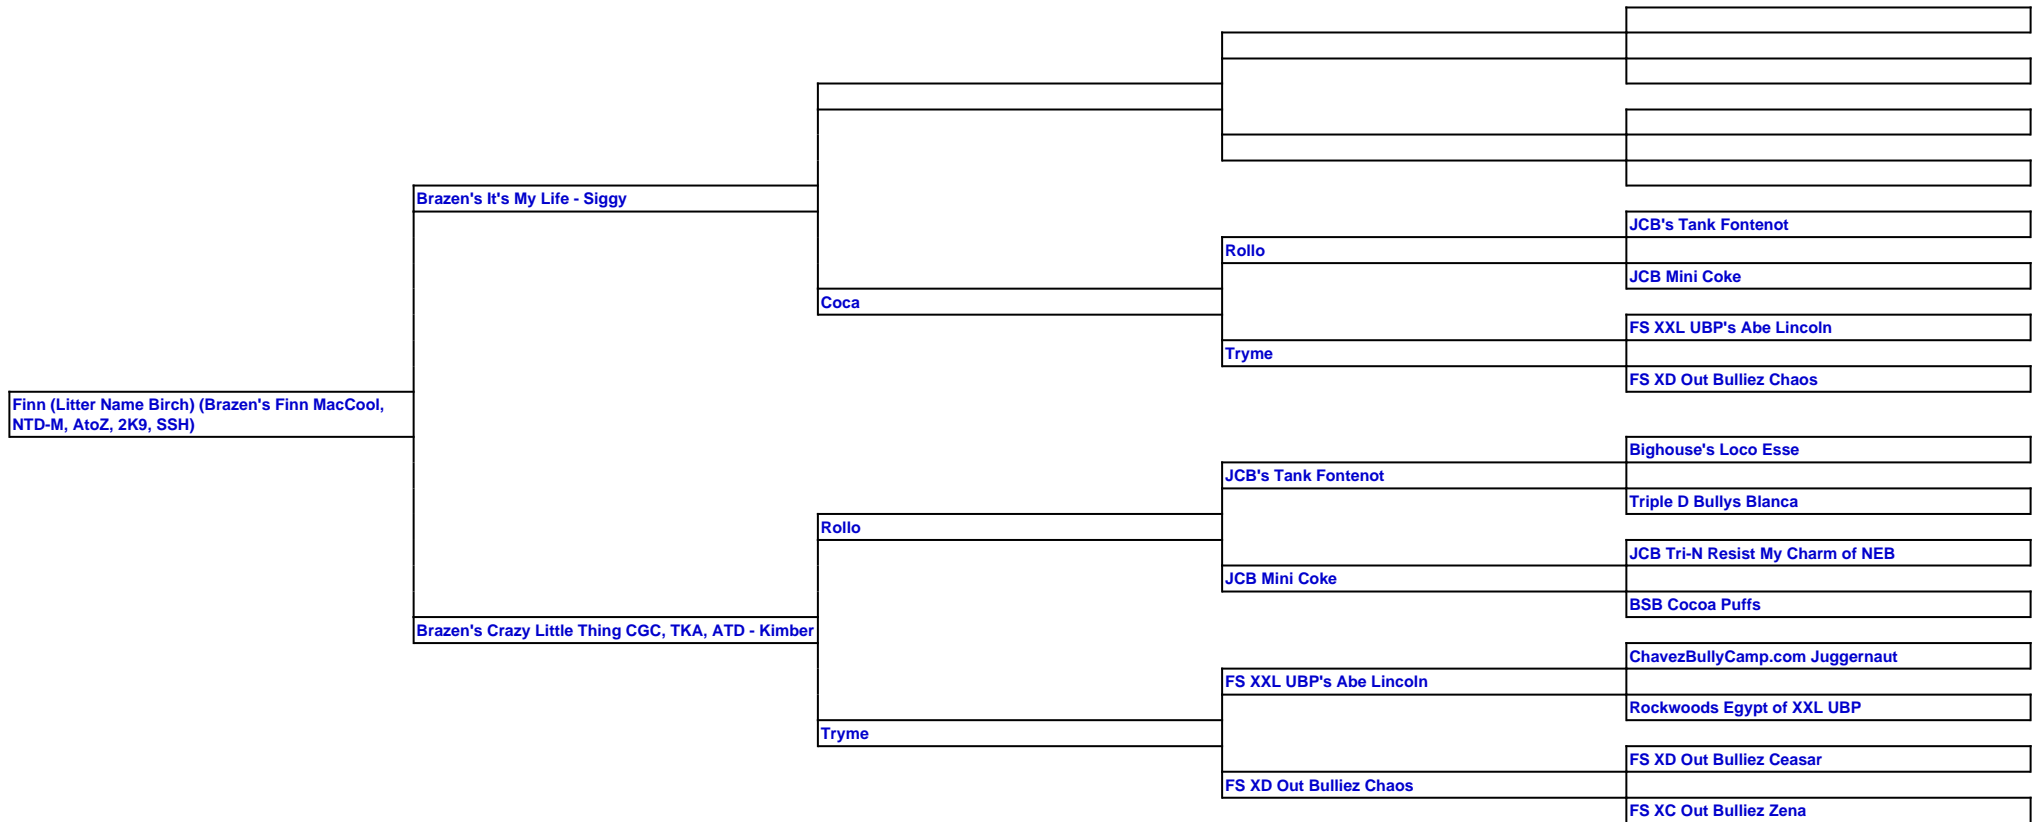 Brazen's It's My Life - Siggy
JCB's Tank Fontenot
Rollo
JCB Mini Coke
Coca
FS XXL UBP's Abe Lincoln
Tryme
FS XD Out Bulliez Chaos
Finn (Litter Name Birch) (Brazen's Finn MacCool,
NTD-M, AtoZ, 2K9, SSH)
Bighouse's Loco Esse
JCB's Tank Fontenot
Triple D Bullys Blanca
Rollo
JCB Tri-N Resist My Charm of NEB
JCB Mini Coke
BSB Cocoa Puffs
Brazen's Crazy Little Thing CGC, TKA, ATD - Kimber
ChavezBullyCamp.com Juggernaut
FS XXL UBP's Abe Lincoln
Rockwoods Egypt of XXL UBP
Tryme
FS XD Out Bulliez Ceasar
FS XD Out Bulliez Chaos
FS XC Out Bulliez Zena